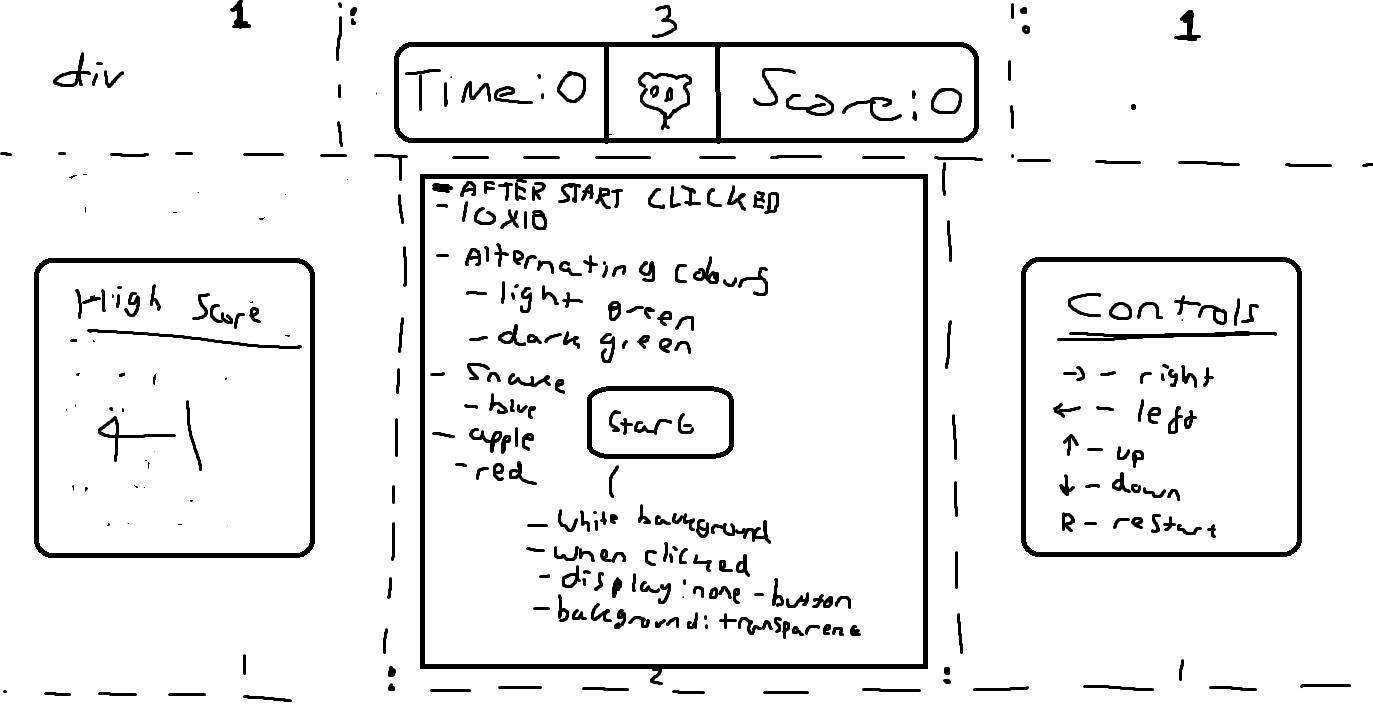 1 : 3 : 1
div
Time:0
Score:0
- AFTER START CLICKED
- 10X10
- Alternating colours
- light green
- dark green
- Snake
- blue
- apple
- red
Start
- White background
- when clicked
- display:none - button
- background: transparent
High Score
Controls
→ - right
← - left
↑ - up
↓ - down
R - restart
1 : 2 : 1